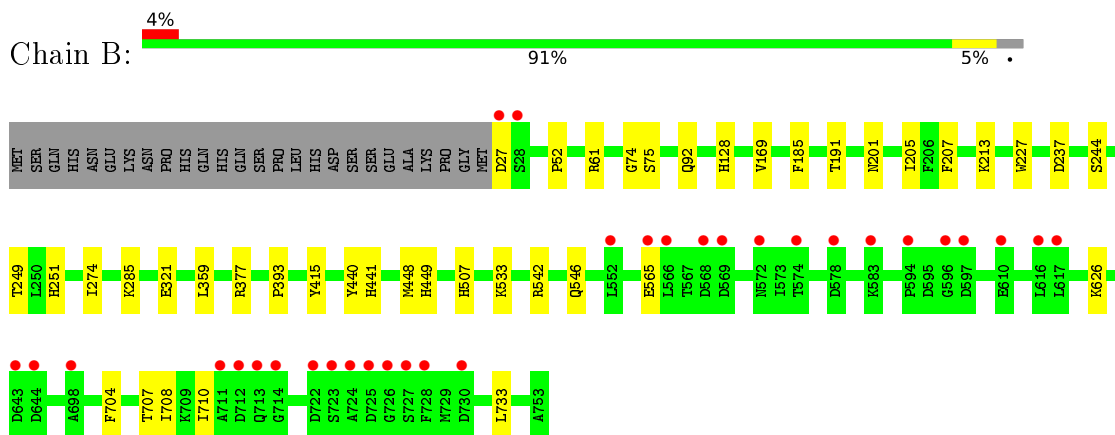 4%
Chain B:
91% 5% •
MET SER GLN HIS ASN GLU LYS ASN PRO HIS GLN HIS GLN SER PRO LEU HIS ASP SER SER GLU ALA LYS PRO GLY MET D27 S28 P52 R61 G74 S75 Q92 H128 V169 F185 T191 N201 I205 F206 F207 K213 W227 D237 S244
T249 L250 H251 I274 K285 E321 L359 R377 P393 Y415 Y440 H441 M448 H449 H507 K533 R542 Q546 L552 E565 L566 T567 D568 D569 N572 I573 T574 D578 K583 P594 D595 G596 D597 E610 L616 L617 K626
D643 D644 A698 F704 T707 I708 K709 I710 A711 D712 Q713 G714 D722 S723 A724 D725 G726 S727 F728 M729 D730 L733 A753